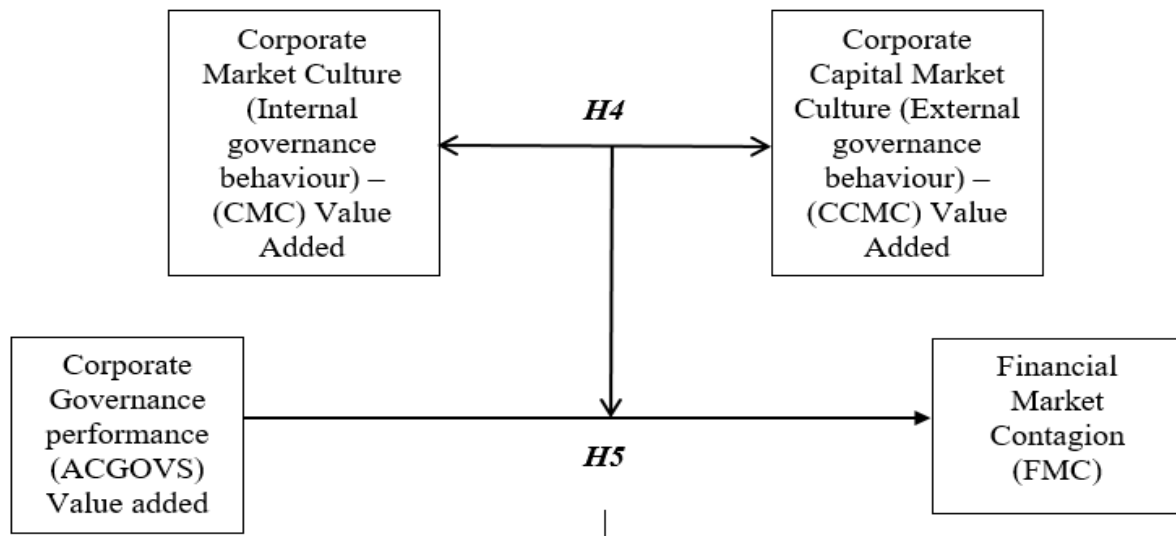 Corporate
Market Culture
(Internal
governance
behaviour) –
(CMC) Value
Added
H4
Corporate
Capital Market
Culture (External
governance
behaviour) –
(CCMC) Value
Added
Corporate
Governance
performance
(ACGOVS)
Value added
H5
Financial
Market
Contagion
(FMC)